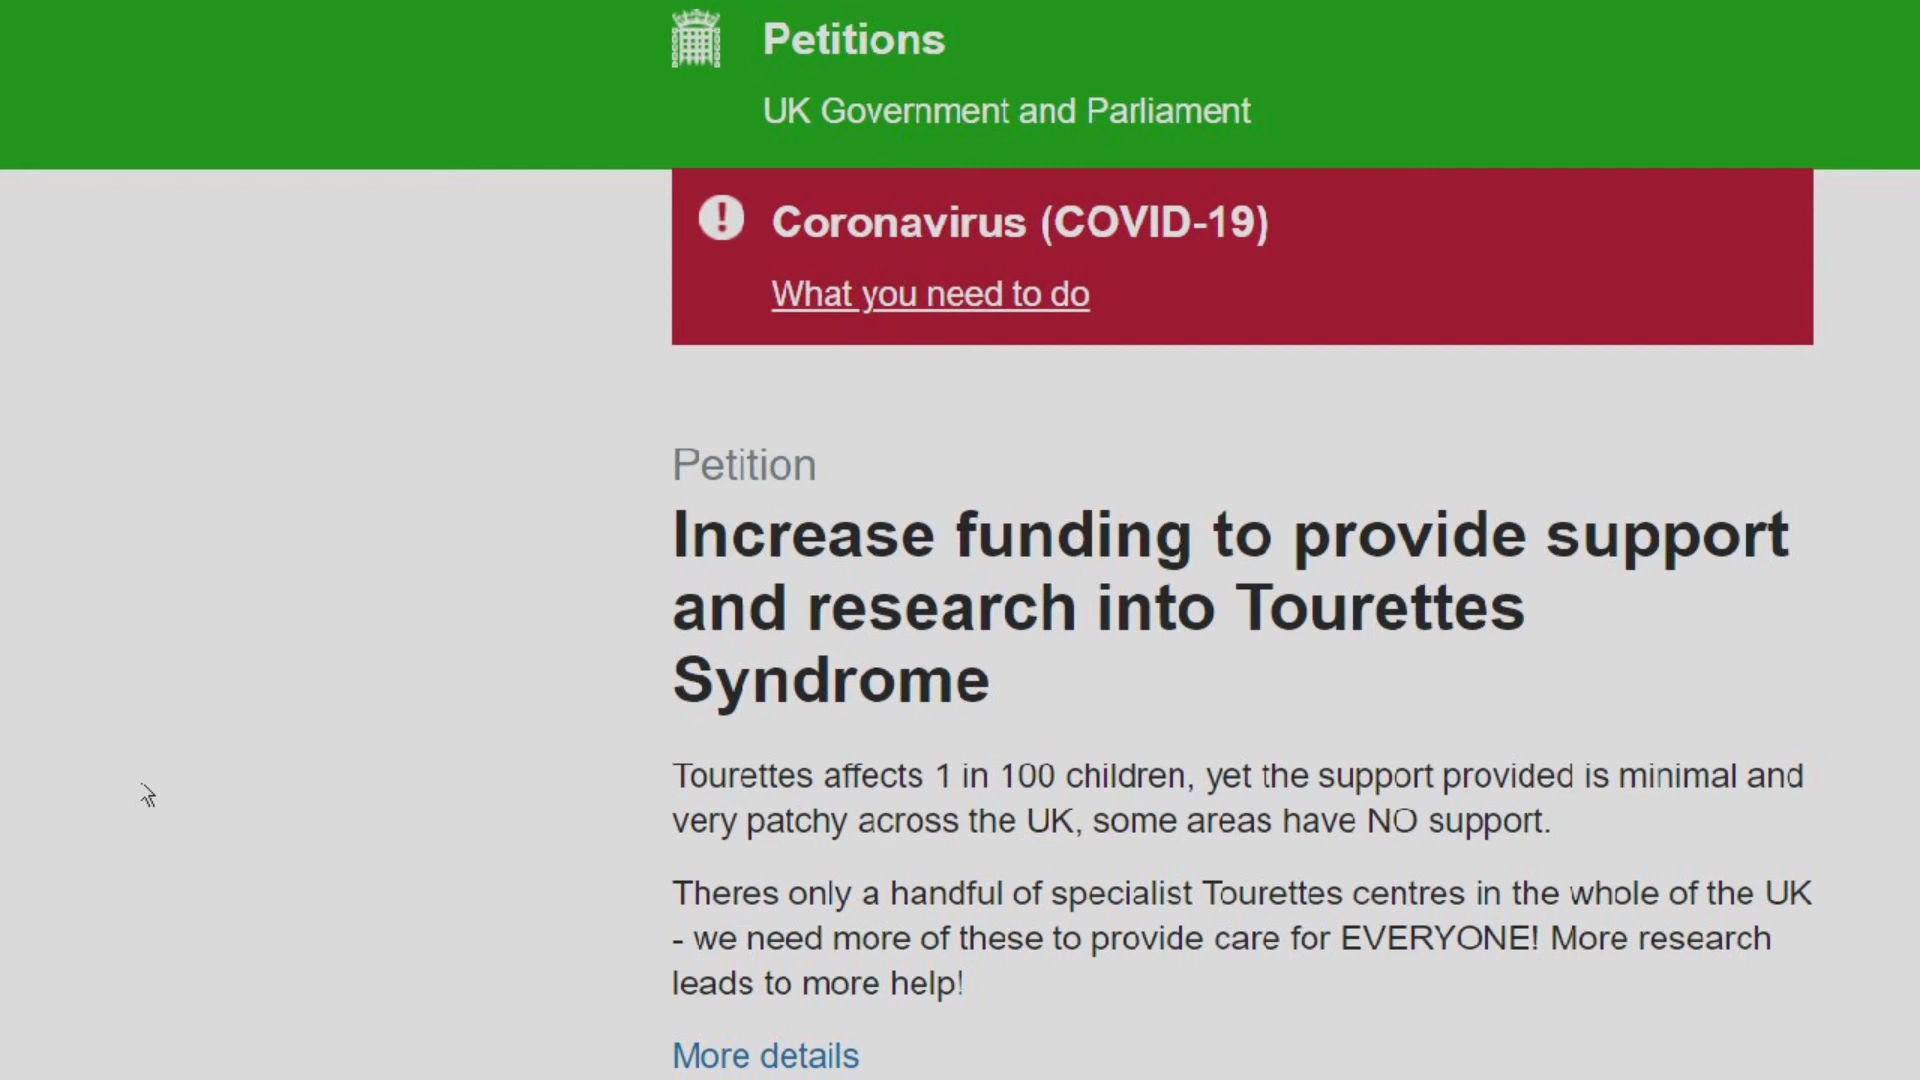 Petitions
UK Government and Parliament
! Coronavirus (COVID-19)
What you need to do
Petition
Increase funding to provide support
and research into Tourettes
Syndrome
Tourettes affects 1 in 100 children, yet the support provided is minimal and
very patchy across the UK, some areas have NO support.
Theres only a handful of specialist Tourettes centres in the whole of the UK
- we need more of these to provide care for EVERYONE! More research
leads to more help!
More details